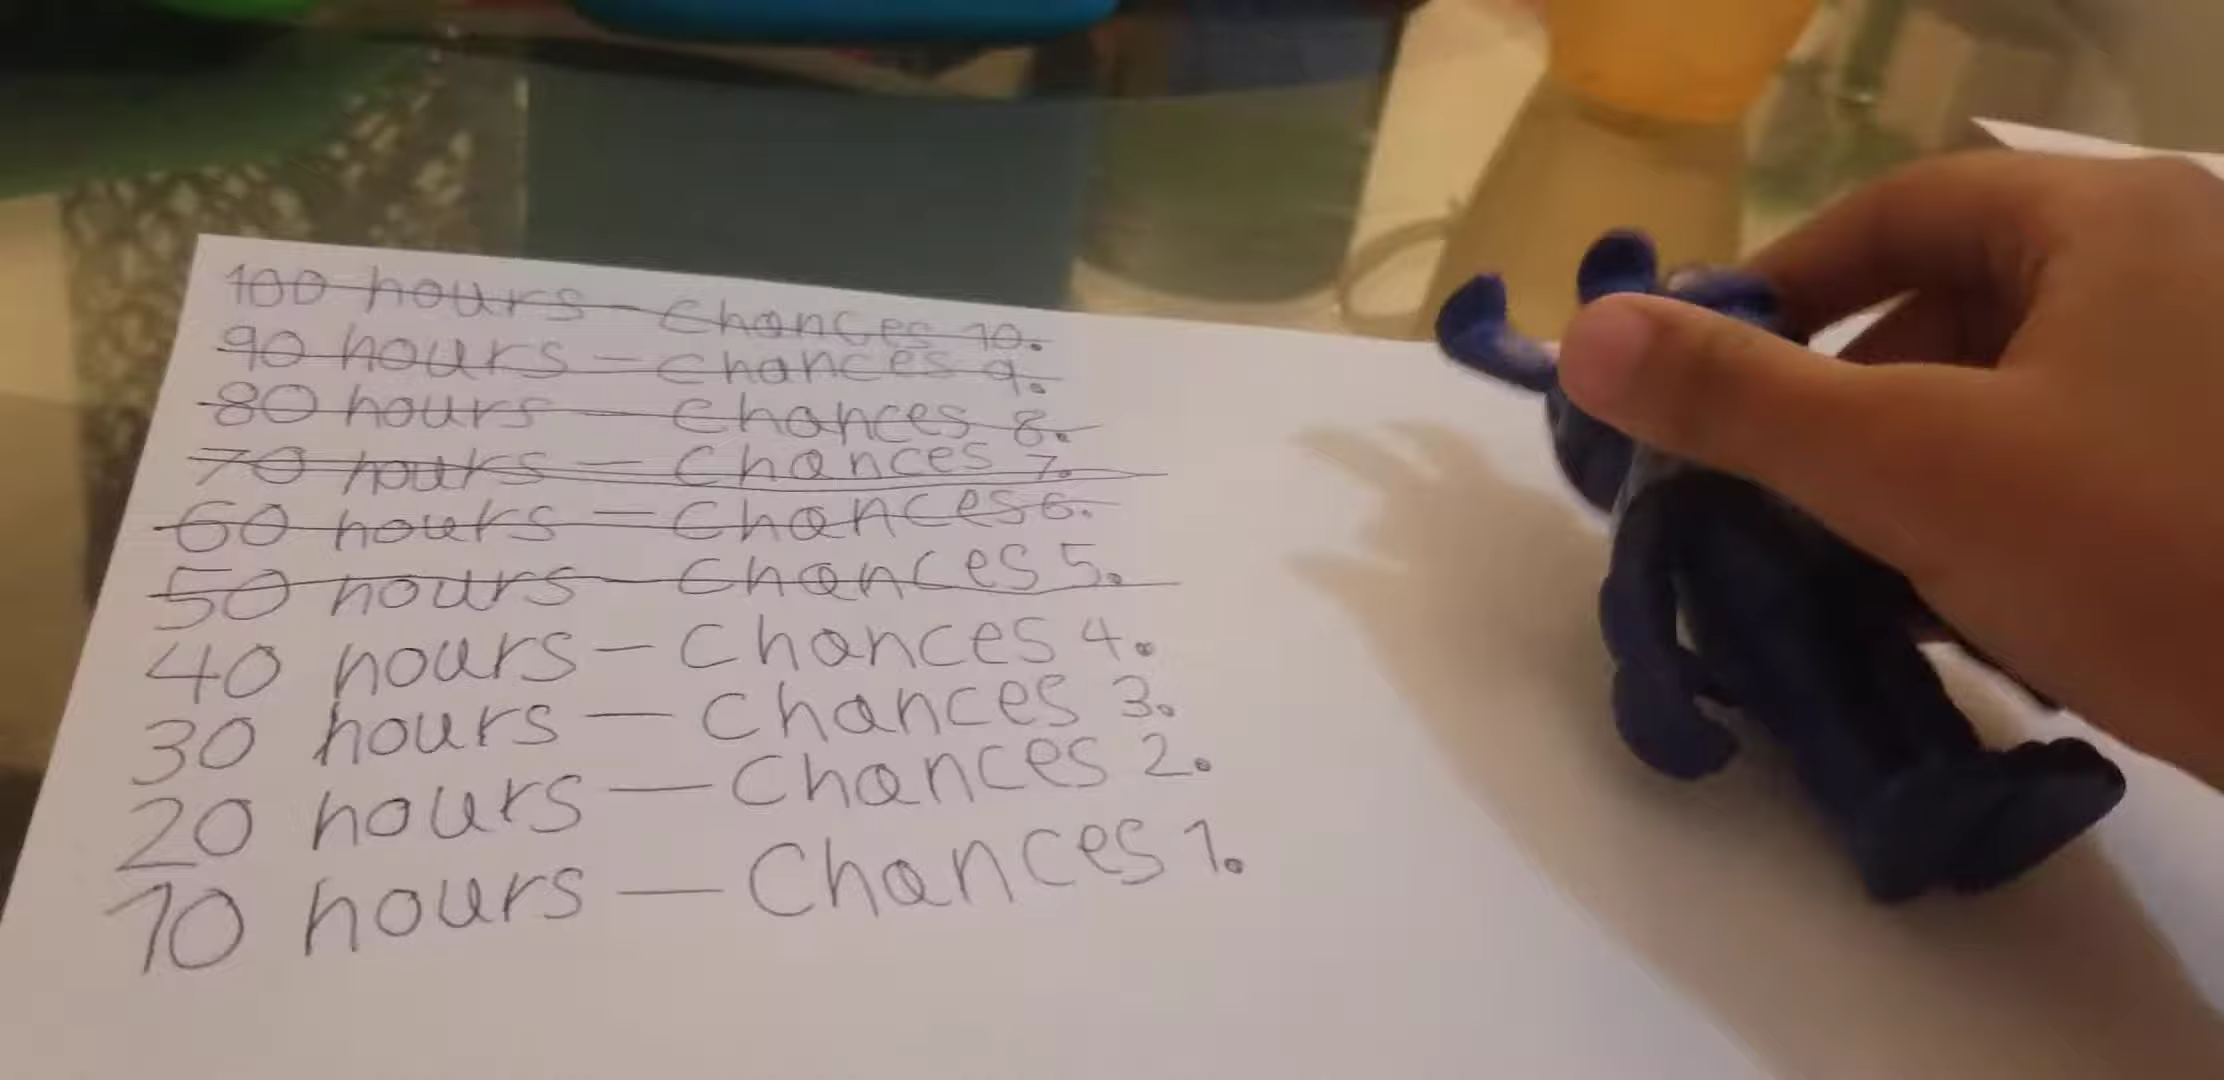 100 hours - Chances 10.
90 hours - Chances 9.
80 hours - Chances 8.
70 hours - Chances 7.
60 hours - Chances 6.
50 hours - Chances 5.
40 hours - Chances 4.
30 hours - Chances 3.
20 hours - Chances 2.
10 hours - Chances 1.